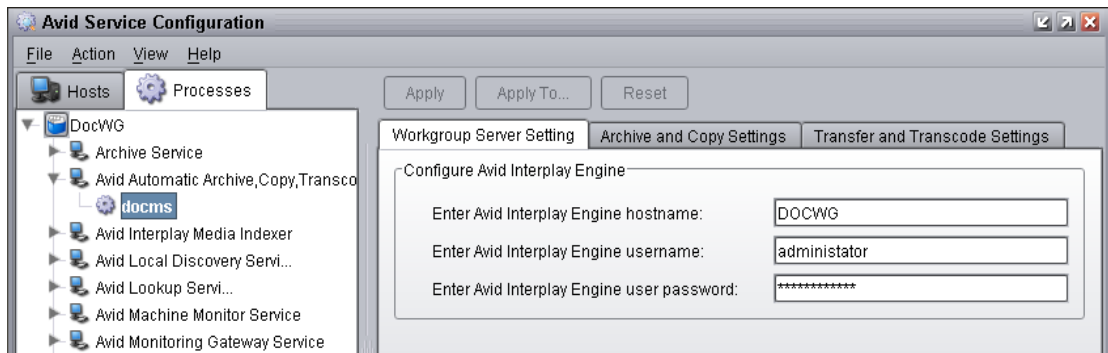 Avid Service Configuration
File Action View Help
Hosts Processes
DocWG
Archive Service
Avid Automatic Archive,Copy,Transco
docms
Avid Interplay Media Indexer
Avid Local Discovery Servi...
Avid Lookup Servi...
Avid Machine Monitor Service
Avid Monitoring Gateway Service
Apply Apply To... Reset
Workgroup Server Setting Archive and Copy Settings Transfer and Transcode Settings
Configure Avid Interplay Engine
Enter Avid Interplay Engine hostname: DOCWG
Enter Avid Interplay Engine username: administator
Enter Avid Interplay Engine user password: ************